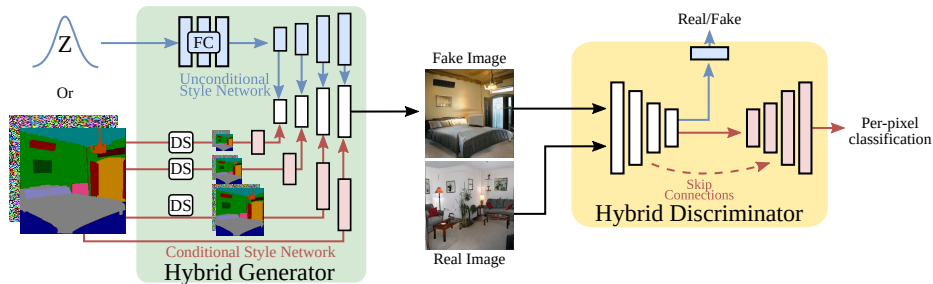 Z
FC
Unconditional
Style Network
Or
DS
DS
DS
Conditional Style Network
Hybrid Generator
Fake Image
Real Image
Real/Fake
Skip
Connections
Hybrid Discriminator
Per-pixel
classification